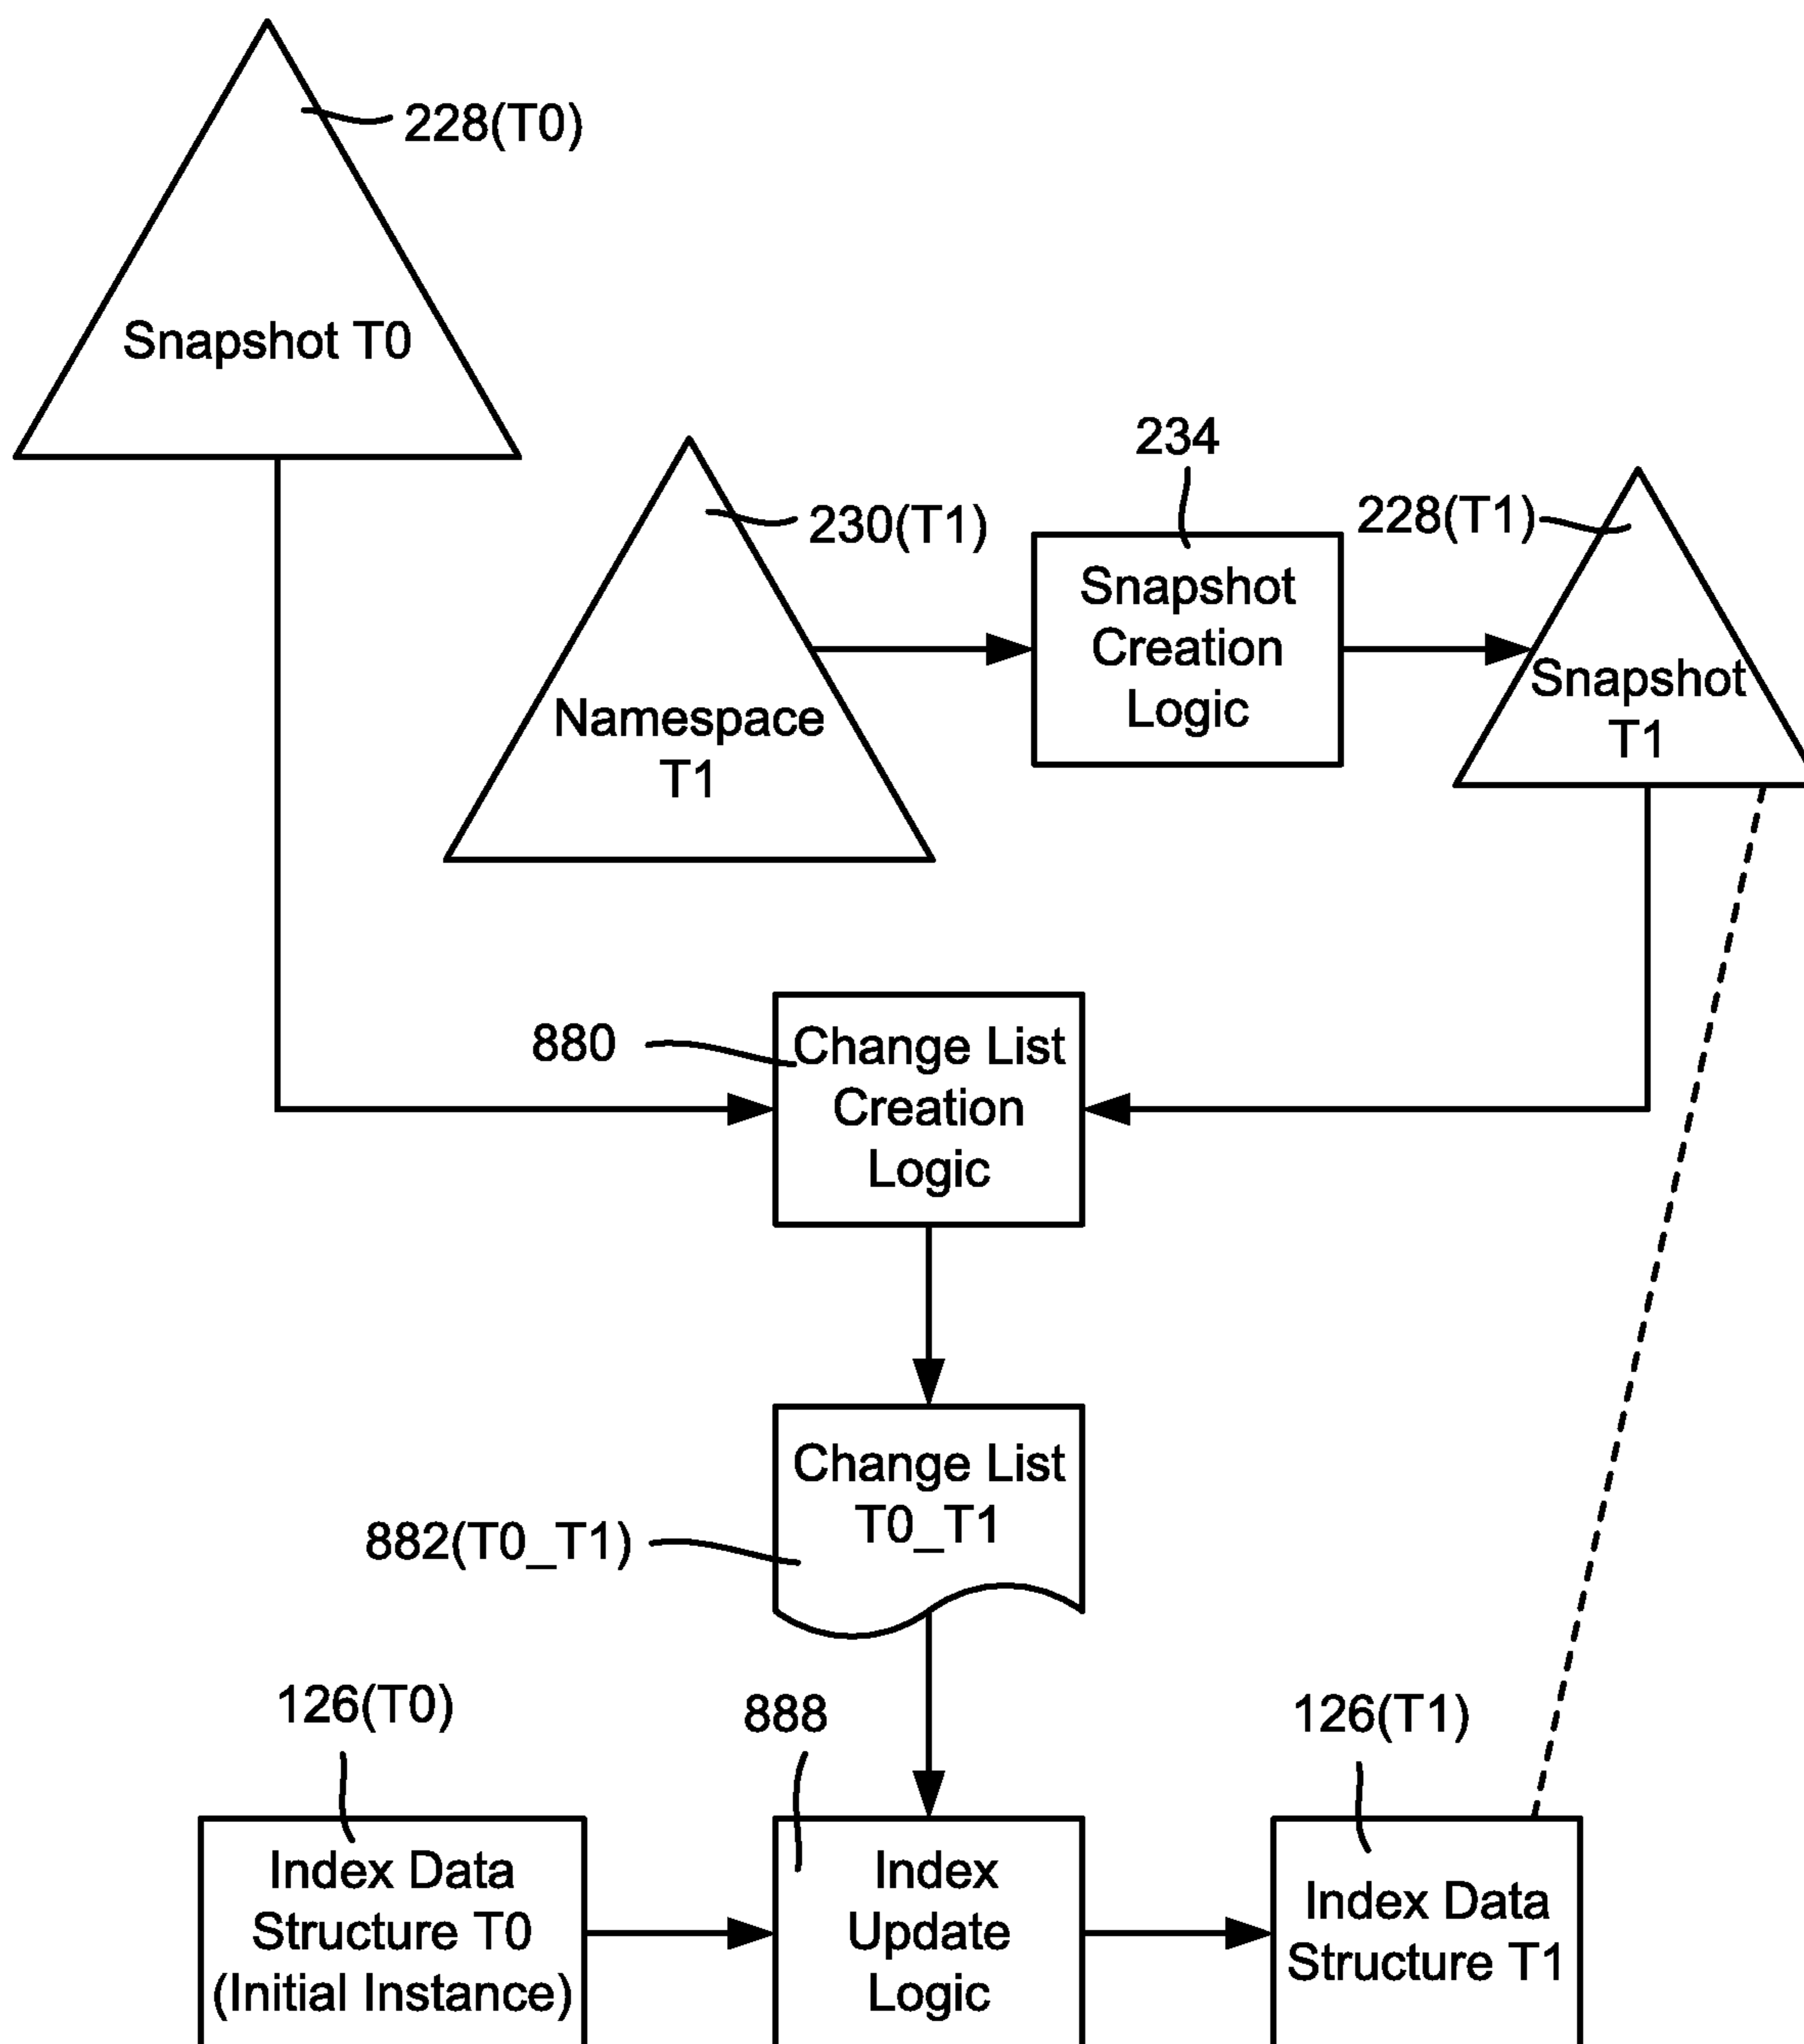 228(T0)
Snapshot T0
234
230(T1)
228(T1)
Snapshot
Creation
Logic
Namespace
T1
Snapshot
T1
880
Change List
Creation
Logic
Change List
T0_T1
882(T0_T1)
126(T0)
888
126(T1)
Index Data
Structure T0
(Initial Instance)
Index
Update
Logic
Index Data
Structure T1